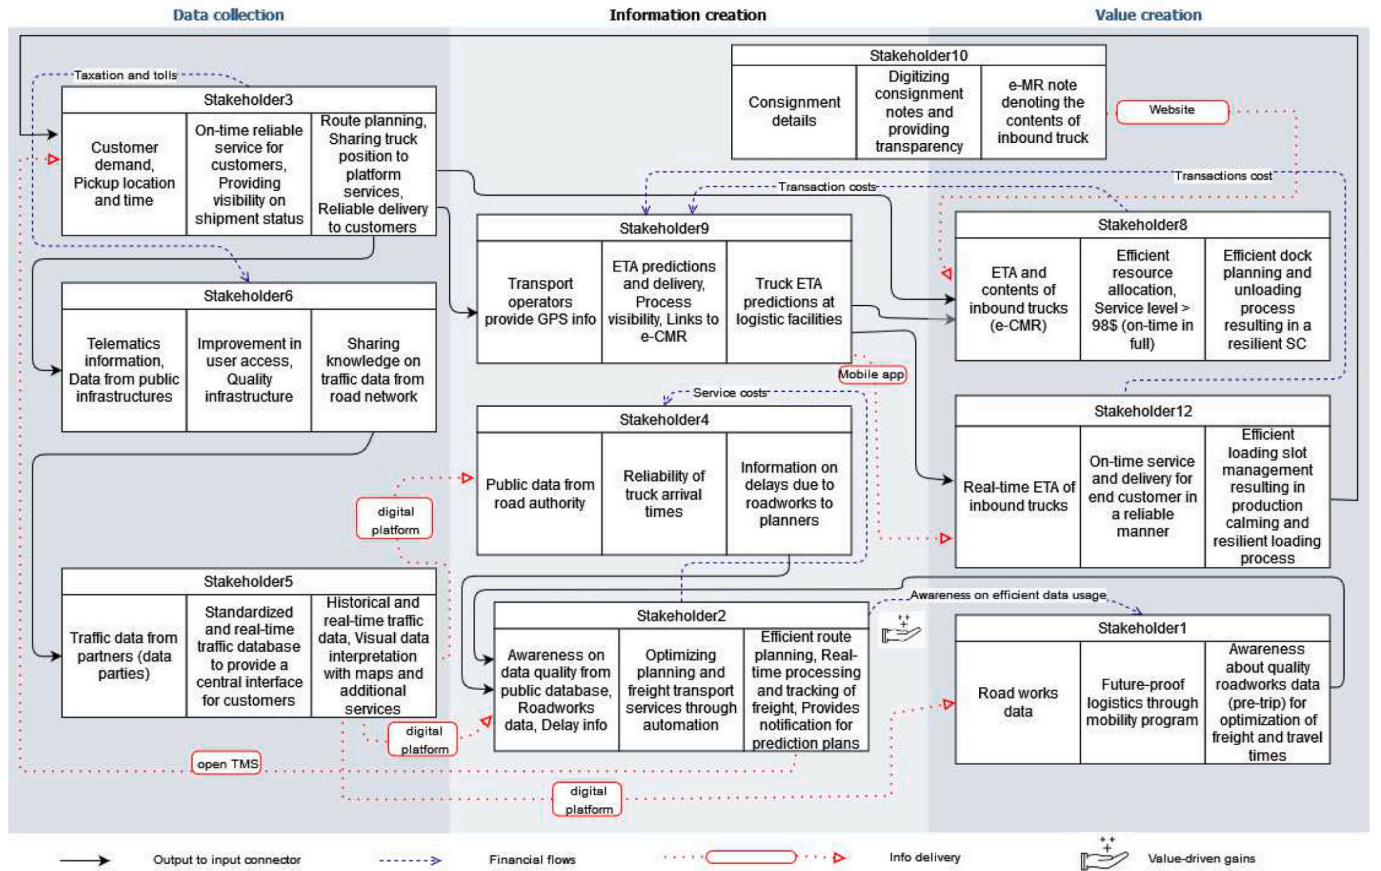 Data collection
Information creation
Value creation
Taxation and tolls
Stakeholder3
Customer
demand,
Pickup location
and time
On-time reliable
service for
customers,
Providing
visibility on
shipment status
Route planning,
Sharing truck
position to
platform
services,
Reliable delivery
to customers
Stakeholder6
Telematics
information,
Data from public
infrastructures
Improvement in
user access,
Quality
infrastructure
Sharing
knowledge on
traffic data from
road network
Stakeholder5
Traffic data from
partners (data
parties)
Standardized
and real-time
traffic database
to provide a
central interface
for customers
Historical and
real-time traffic
data, Visual data
interpretation
with maps and
additional
services
digital
platform
digital
platform
open TMS
digital
platform
Stakeholder10
Consignment
details
Digitizing
consignment
notes and
providing
transparency
e-MR note
denoting the
contents of
inbound truck
Website
Transactions cost
Transaction costs
Stakeholder9
Transport
operators
provide GPS info
ETA predictions
and delivery,
Process
visibility, Links to
e-CMR
Truck ETA
predictions at
logistic facilities
Mobile app
Service costs
Stakeholder4
Public data from
road authority
Reliability of
truck arrival
times
Information on
delays due to
roadworks to
planners
Stakeholder2
Awareness on
data quality from
public database,
Roadworks
data, Delay info
Optimizing
planning and
freight transport
services through
automation
Efficient route
planning, Real-
time processing
and tracking of
freight, Provides
notification for
prediction plans
Stakeholder8
ETA and
contents of
inbound trucks
(e-CMR)
Efficient
resource
allocation,
Service level >
98$ (on-time in
full)
Efficient dock
planning and
unloading
process
resulting in a
resilient SC
Stakeholder12
Real-time ETA of
inbound trucks
On-time service
and delivery for
end customer in
a reliable
manner
Efficient
loading slot
management
resulting in
production
calming and
resilient loading
process
Awareness on efficient data usage
Stakeholder1
Road works
data
Future-proof
logistics through
mobility program
Awareness
about quality
roadworks data
(pre-trip) for
optimization of
freight and travel
times
Output to input connector
Financial flows
Info delivery
Value-driven gains